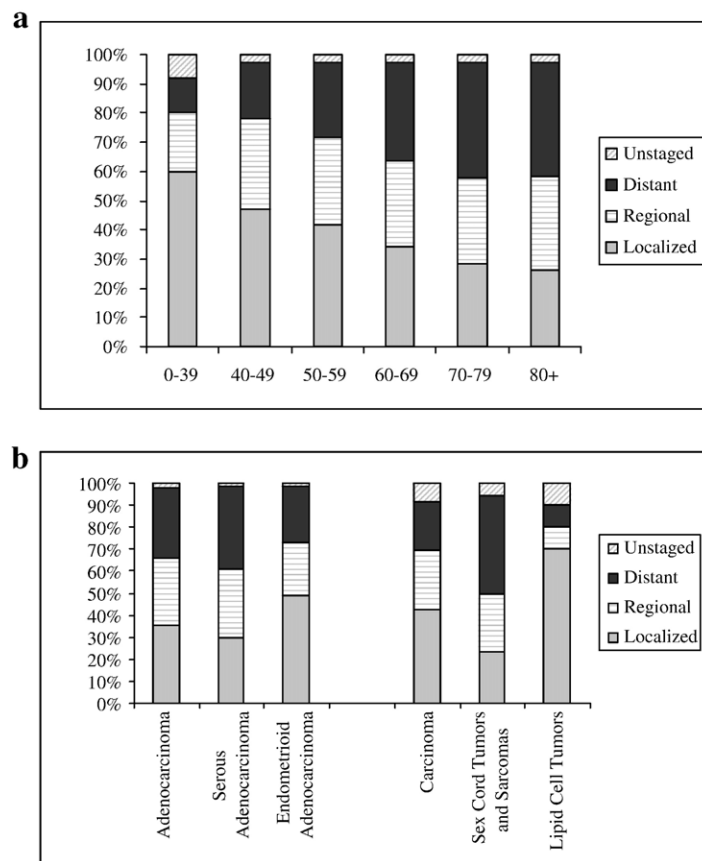 a
100%
90%
80%
70%
60%
50%
40%
30%
20%
10%
0%
0-39 40-49 50-59 60-69 70-79 80+
Unstaged
Distant
Regional
Localized
b
100%
90%
80%
70%
60%
50%
40%
30%
20%
10%
0%
Adenocarcinoma
Serous
Adenocarcinoma
Endometrioid
Adenocarcinoma
Carcinoma
Sex Cord Tumors
and Sarcomas
Lipid Cell Tumors
Unstaged
Distant
Regional
Localized